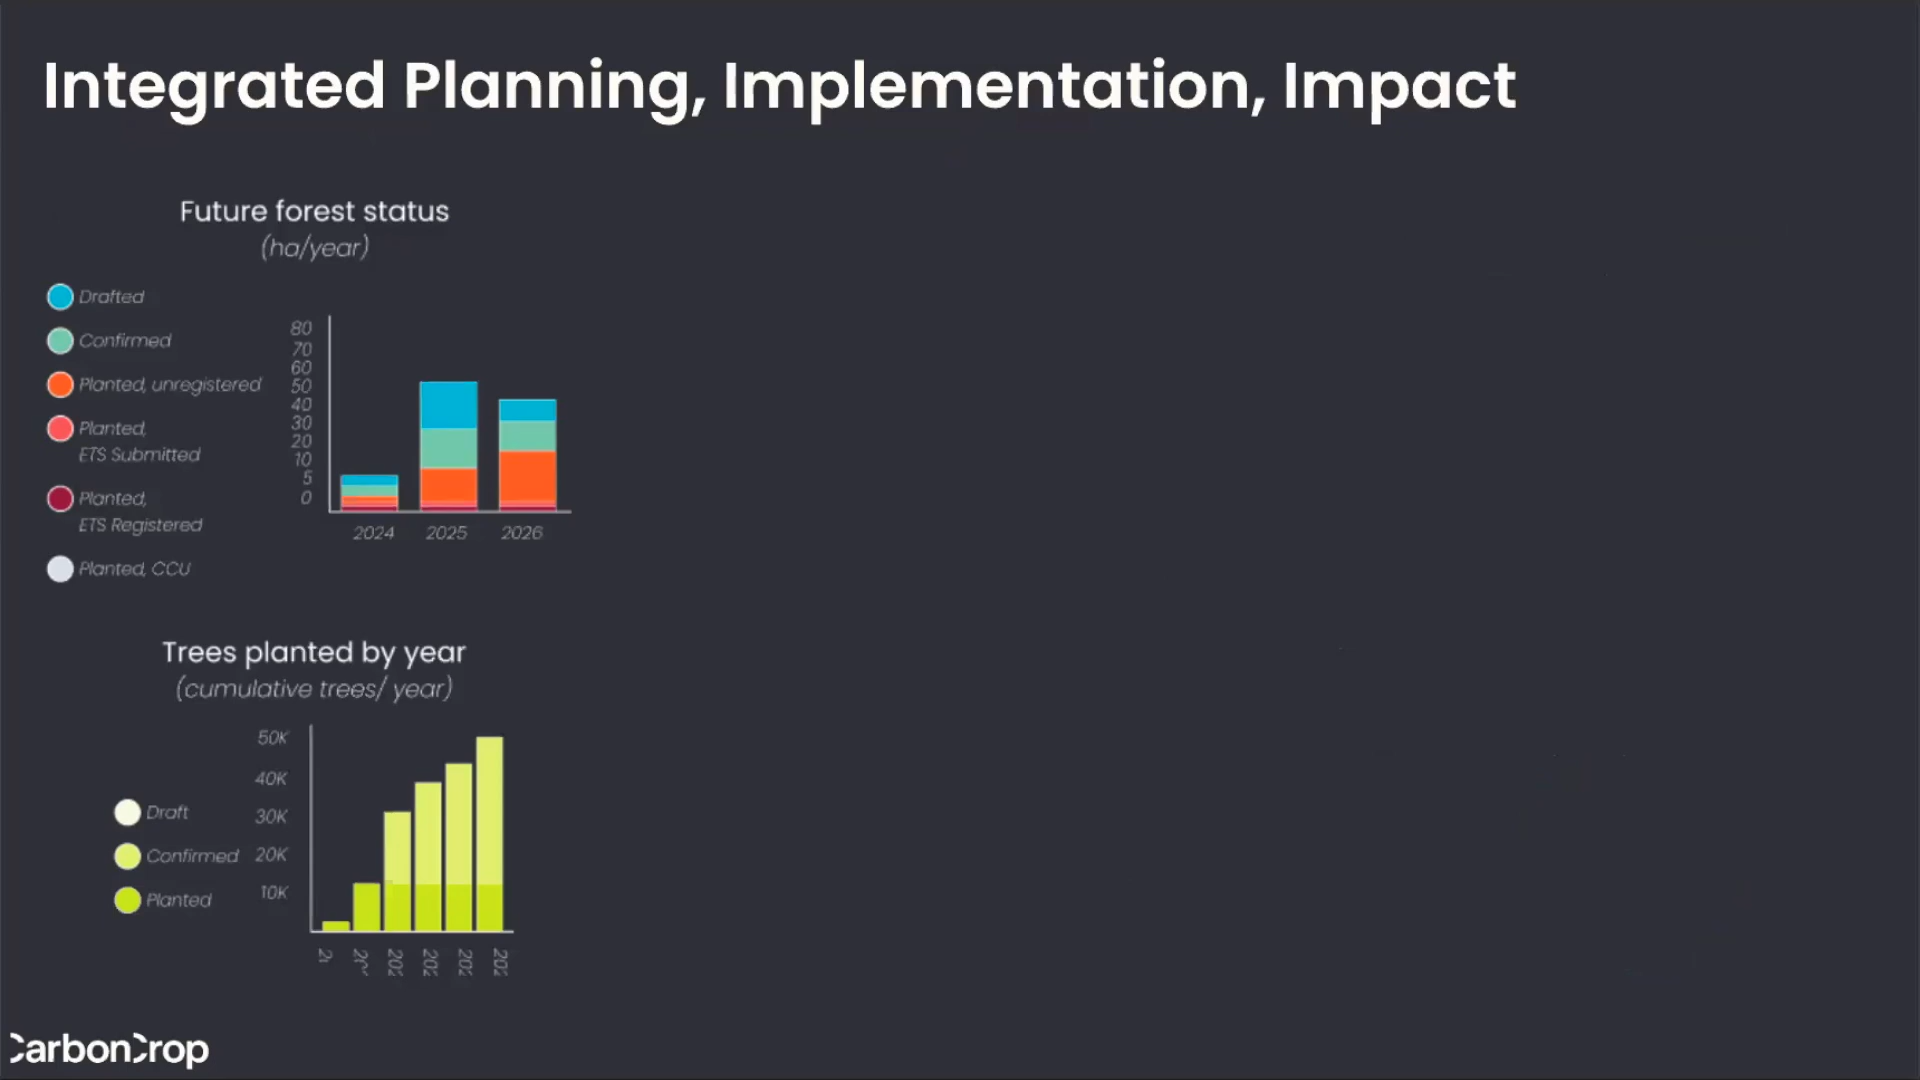 Integrated Planning, Implementation, Impact
Future forest status
(ha/year)
Drafted
Confirmed
Planted, unregistered
Planted,
ETS Submitted
Planted,
ETS Registered
Planted, CCU
80
70
60
50
40
30
20
10
5
0
2024 2025 2026
Trees planted by year
(cumulative trees/ year)
Draft
Confirmed
Planted
50K
40K
30K
20K
10K
CarbonCrop